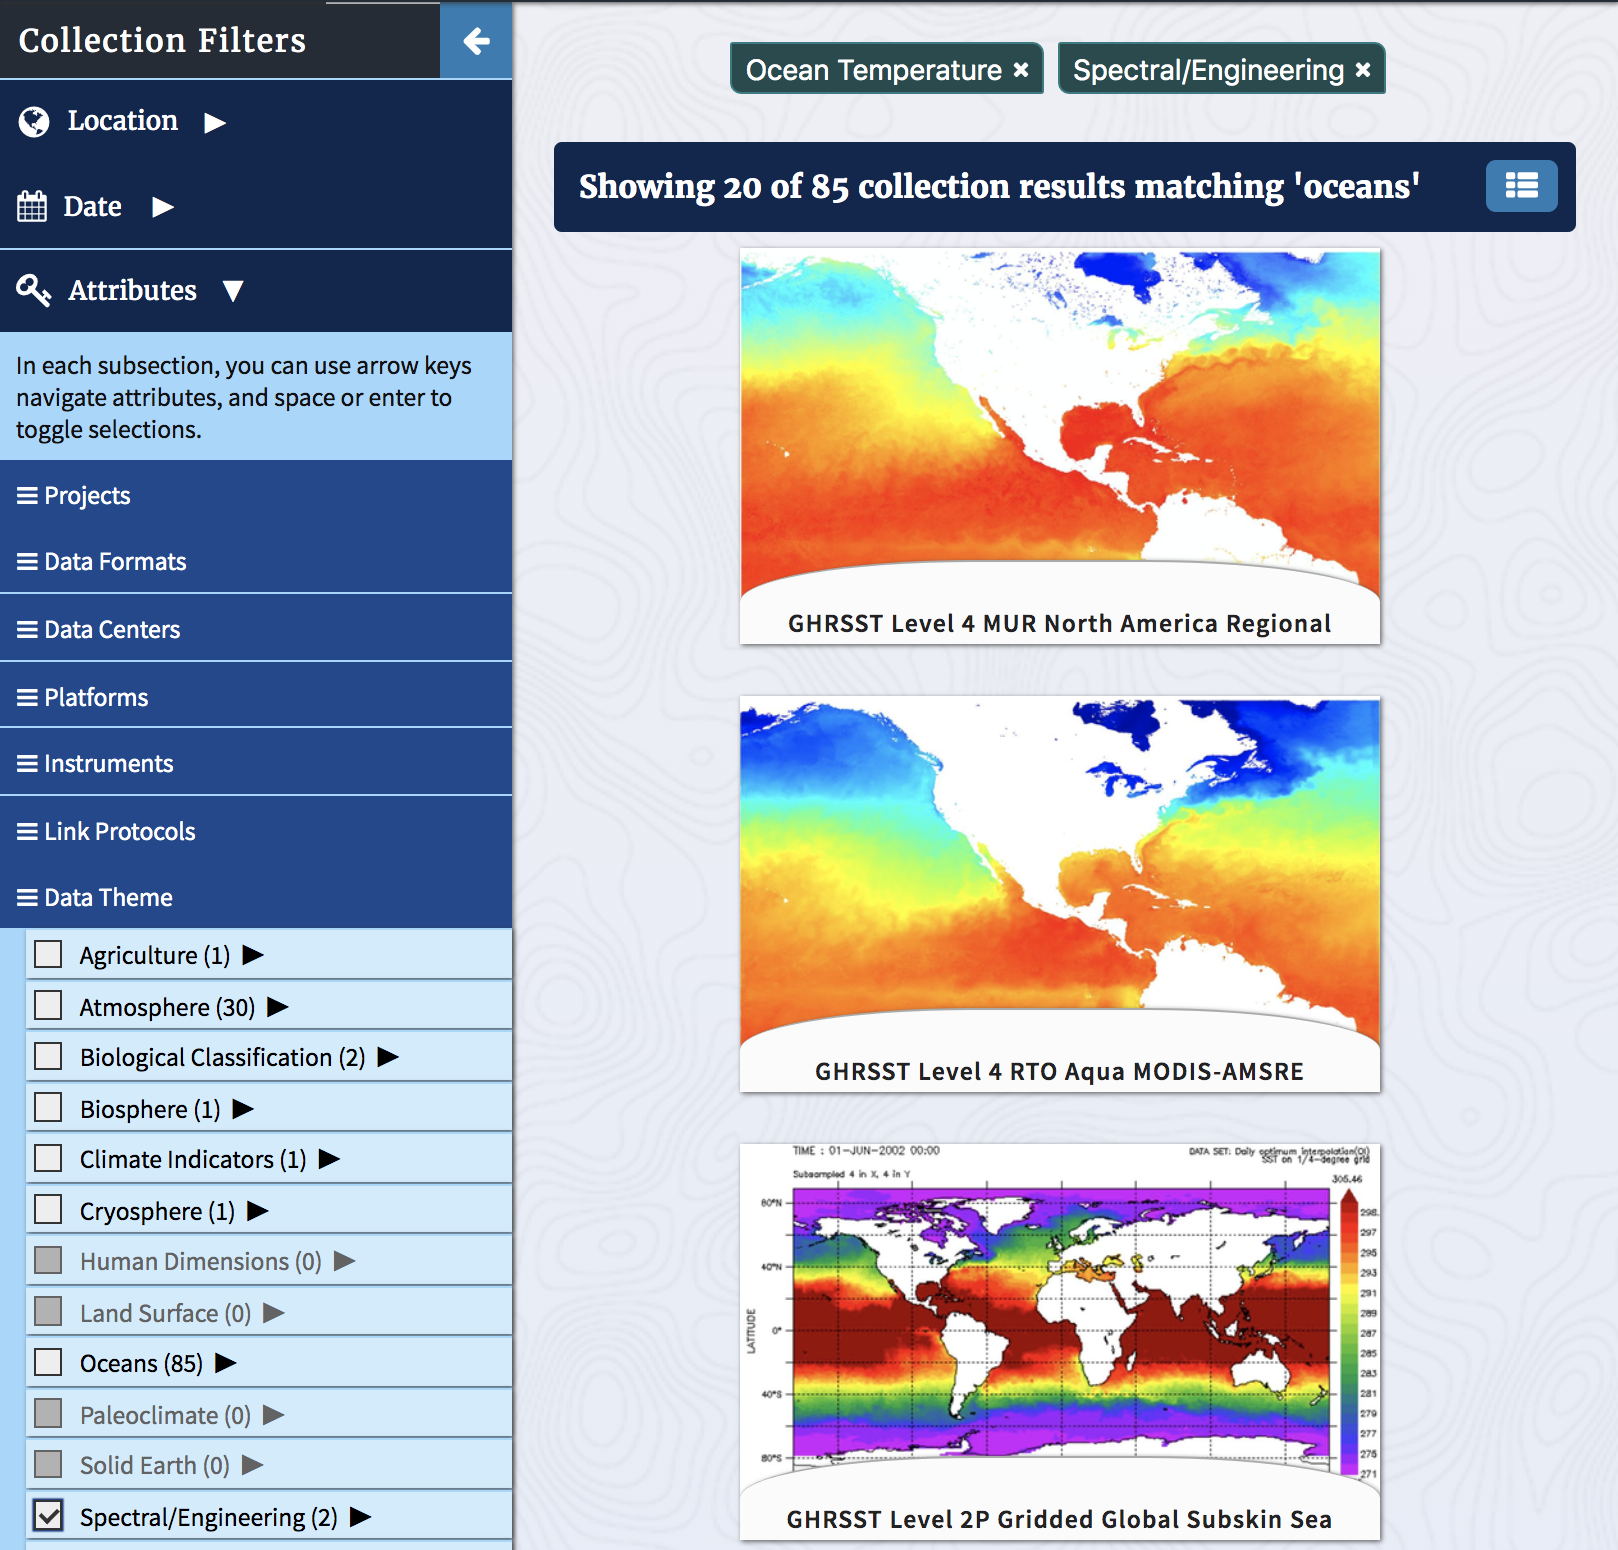 Collection Filters
Location
Date
Attributes
In each subsection, you can use arrow keys
navigate attributes, and space or enter to
toggle selections.
Projects
Data Formats
Data Centers
Platforms
Instruments
Link Protocols
Data Theme
Agriculture (1)
Atmosphere (30)
Biological Classification (2)
Biosphere (1)
Climate Indicators (1)
Cryosphere (1)
Human Dimensions (0)
Land Surface (0)
Oceans (85)
Paleoclimate (0)
Solid Earth (0)
Spectral/Engineering (2)
Ocean Temperature ×
Spectral/Engineering ×
Showing 20 of 85 collection results matching 'oceans'
GHRSST Level 4 MUR North America Regional
GHRSST Level 4 RTO Aqua MODIS-AMSRE
TIME : 01-JUN-2002 00:00
DATA SET: Daily optimum interpolation(OI)
SST on 1/4-degree grid
Subsampled 4 in X, 4 in Y
305.46
80°N
40°N
0°
40°S
80°S
LATITUDE
298
297
295
293
291
289
287
285
283
281
279
277
275
271
GHRSST Level 2P Gridded Global Subskin Sea